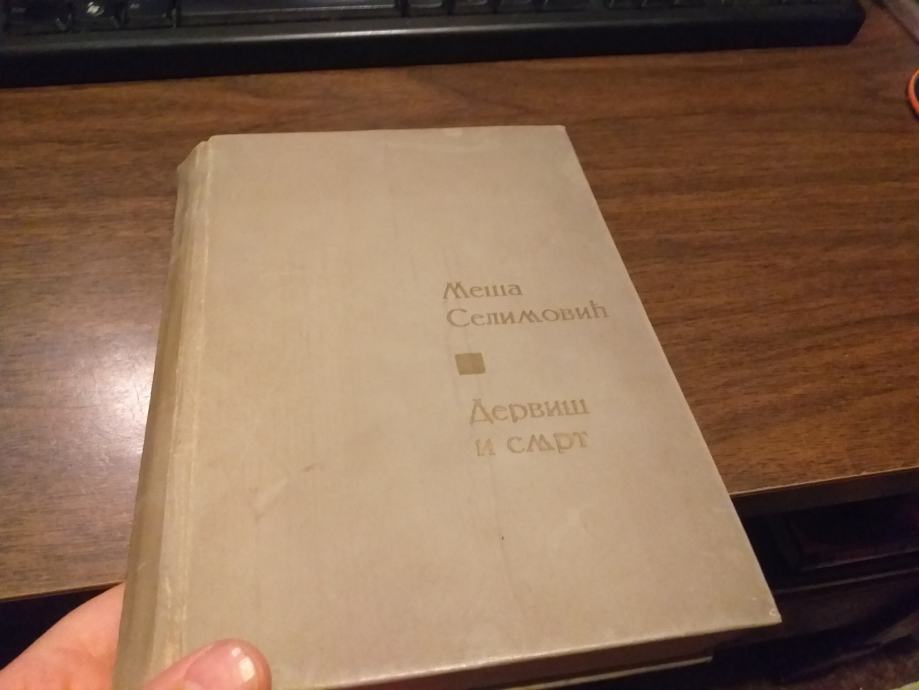 Меша
Селимовић
Дервиш
и смрт